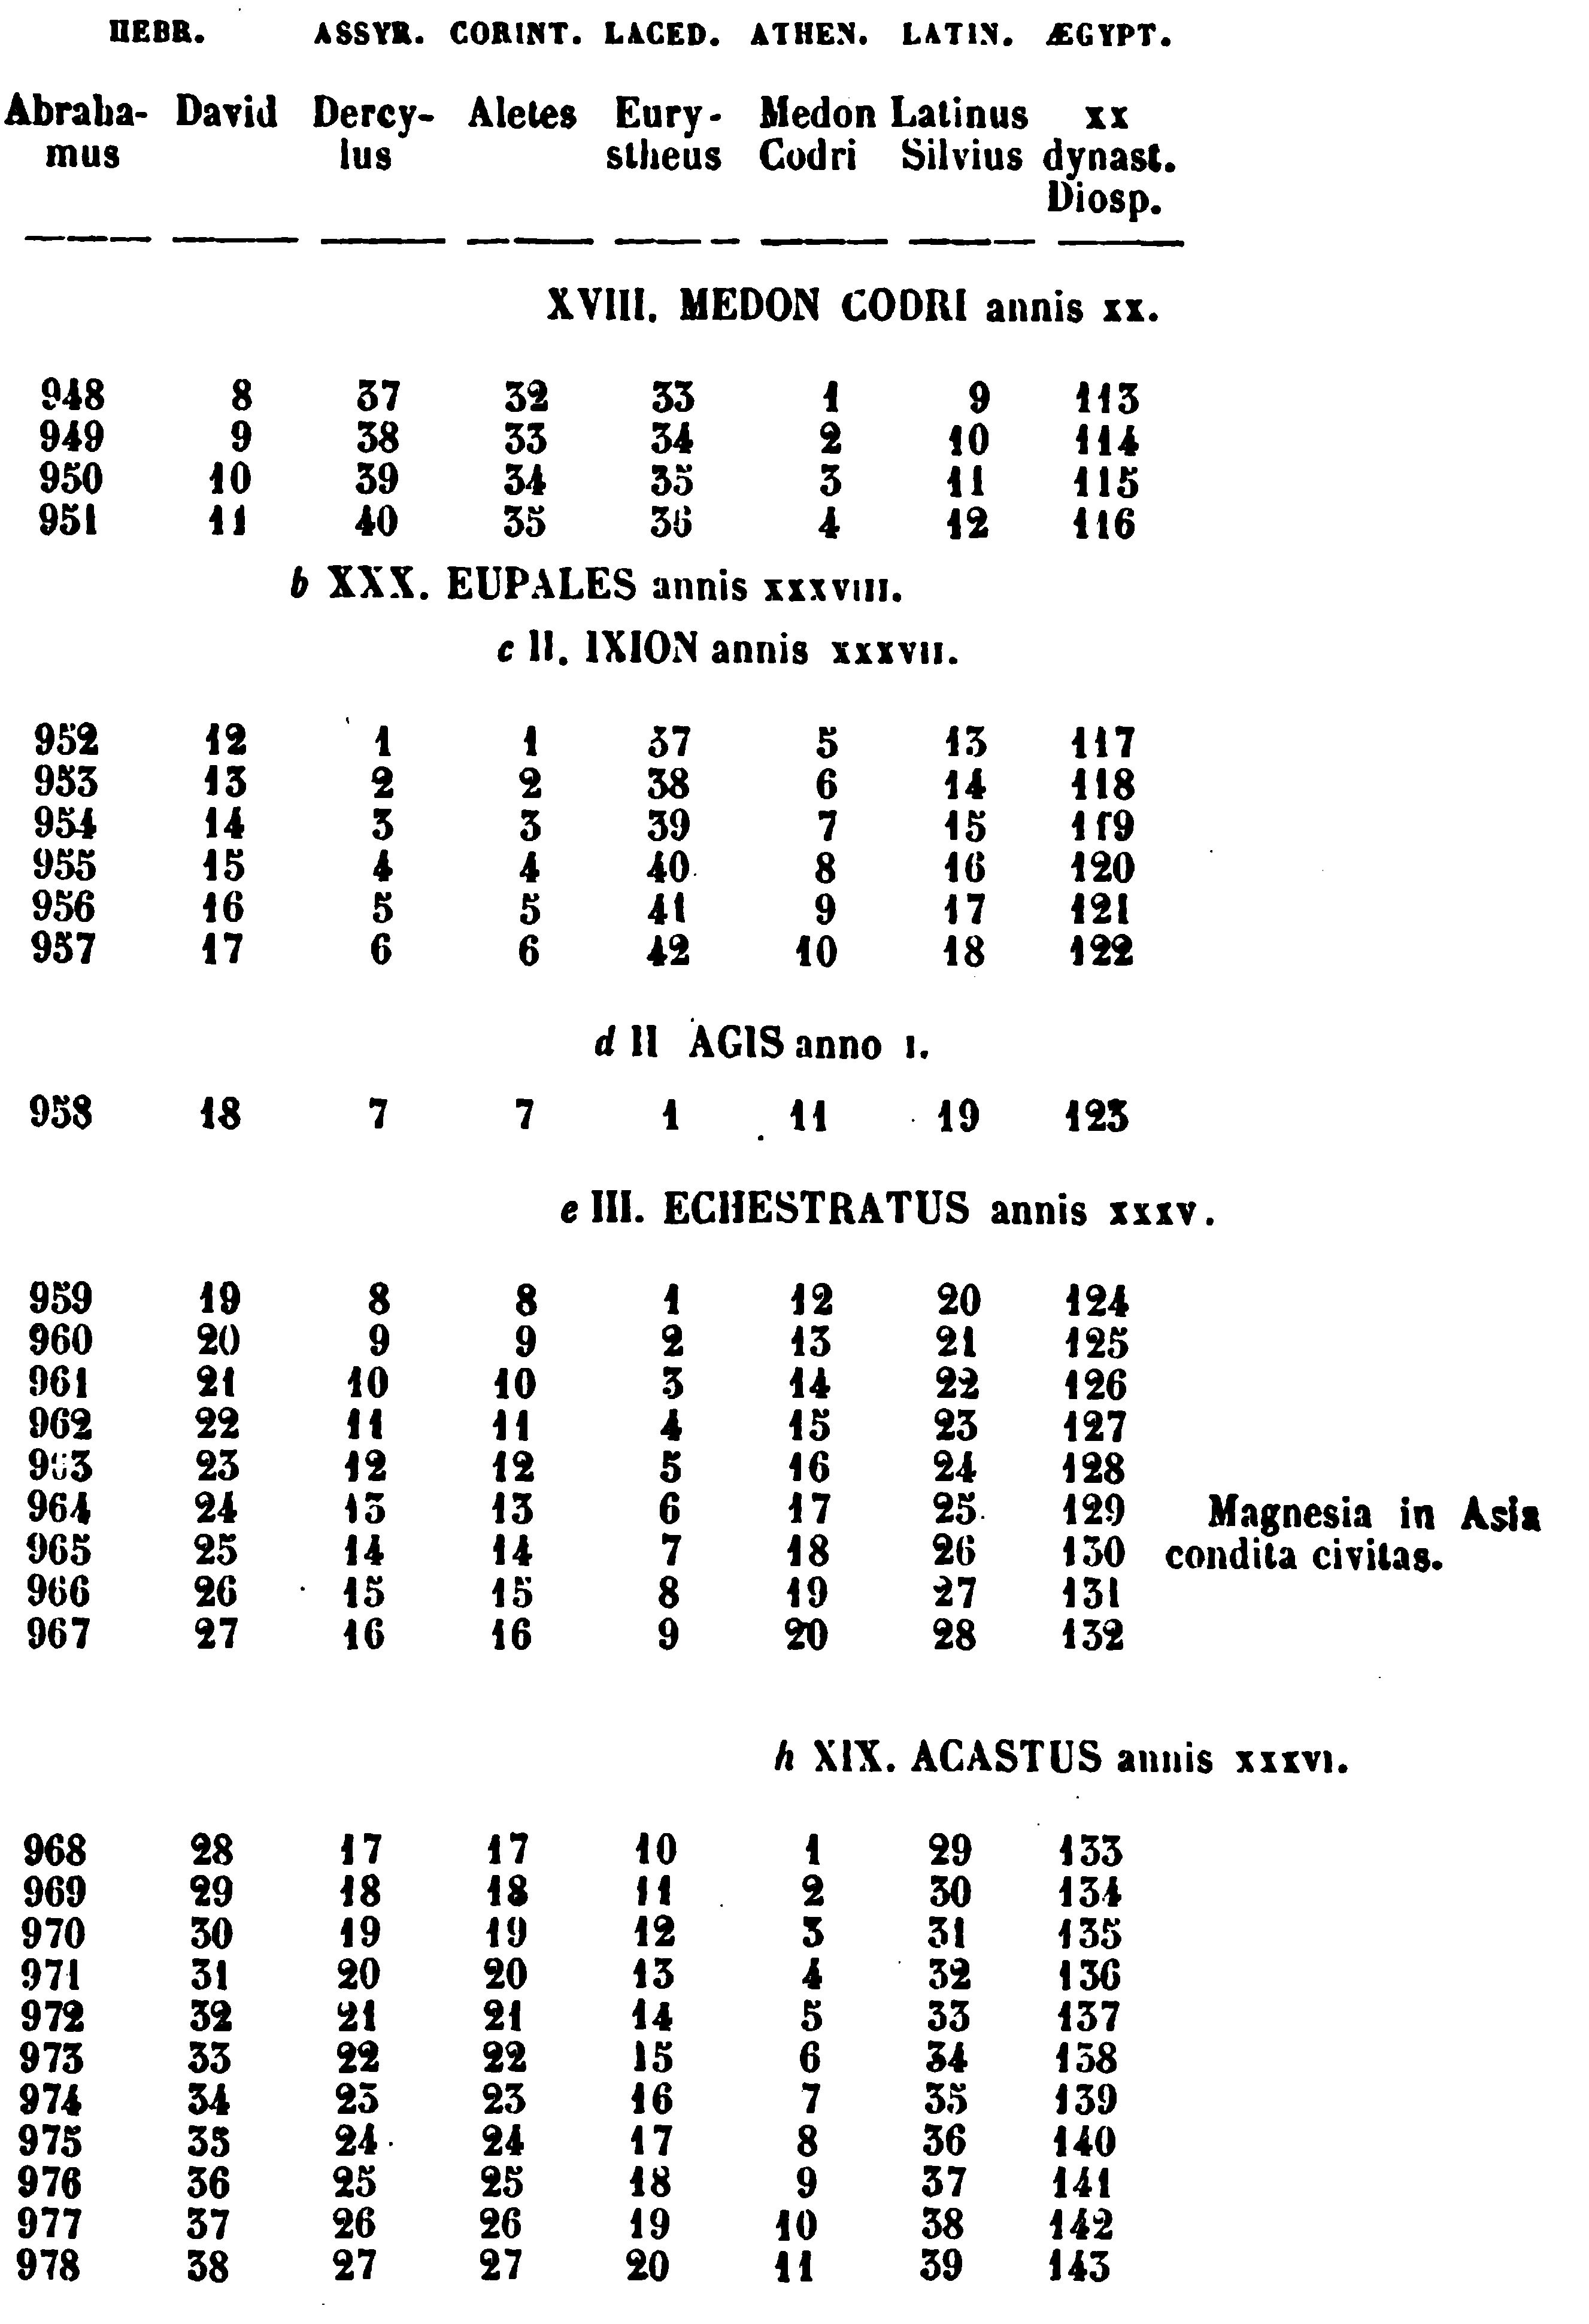 HEBR. ASSYR. CORINT. LACED. ATHEN. LATIN. ÆGYPT.
Abraha- David Dercy- Aletes Eury- Medon Latinus xx
mus lus stheus Codri Silvius dynast.
Diosp.
XVIII. MEDON CODRI annis xx.
948 8 37 32 33 1 9 113
949 9 38 33 34 2 10 114
950 10 39 34 35 3 11 115
951 11 40 35 36 4 12 116
b XXX. EUPALES annis xxxviii.
c II. IXION annis xxxvii.
952 12 1 1 37 5 13 117
953 13 2 2 38 6 14 118
954 14 3 3 39 7 15 119
955 15 4 4 40 8 16 120
956 16 5 5 41 9 17 121
957 17 6 6 42 10 18 122
d II AGIS anno i.
958 18 7 7 1 11 19 123
e III. ECHESTRATUS annis xxxv.
959 19 8 8 1 12 20 124
960 20 9 9 2 13 21 125
961 21 10 10 3 14 22 126
962 22 11 11 4 15 23 127
963 23 12 12 5 16 24 128
964 24 13 13 6 17 25 129 Magnesia in Asia
965 25 14 14 7 18 26 130 condita civitas.
966 26 15 15 8 19 27 131
967 27 16 16 9 20 28 132
h XIX. ACASTUS annis xxxvi.
968 28 17 17 10 1 29 133
969 29 18 18 11 2 30 134
970 30 19 19 12 3 31 135
971 31 20 20 13 4 32 136
972 32 21 21 14 5 33 137
973 33 22 22 15 6 34 138
974 34 23 23 16 7 35 139
975 35 24 24 17 8 36 140
976 36 25 25 18 9 37 141
977 37 26 26 19 10 38 142
978 38 27 27 20 11 39 143